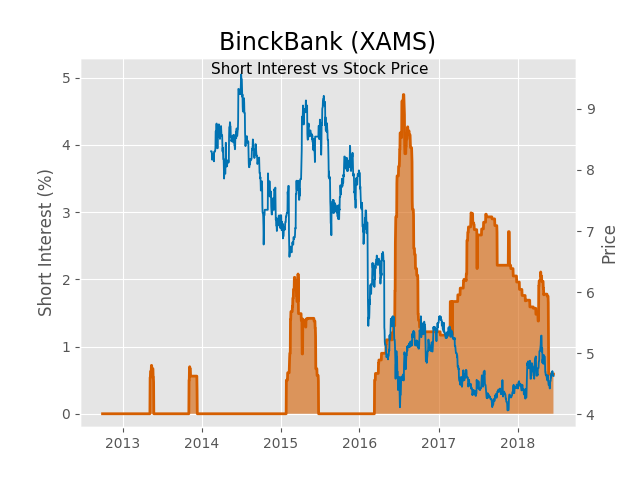 BinckBank (XAMS)
Short Interest vs Stock Price
Short Interest (%)
5
4
3
2
1
0
9
8
7
6
5
4
Price
2013 2014 2015 2016 2017 2018